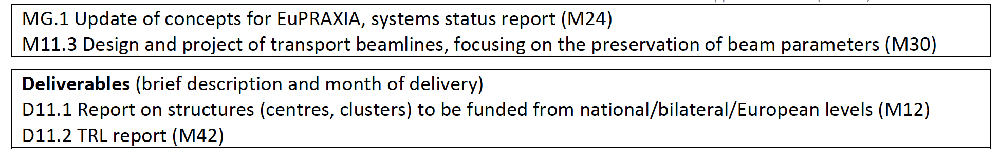 MG.1 Update of concepts for EuPRAXIA, systems status report (M24)
M11.3 Design and project of transport beamlines, focusing on the preservation of beam parameters (M30)
Deliverables (brief description and month of delivery)
D11.1 Report on structures (centres, clusters) to be funded from national/bilateral/European levels (M12)
D11.2 TRL report (M42)